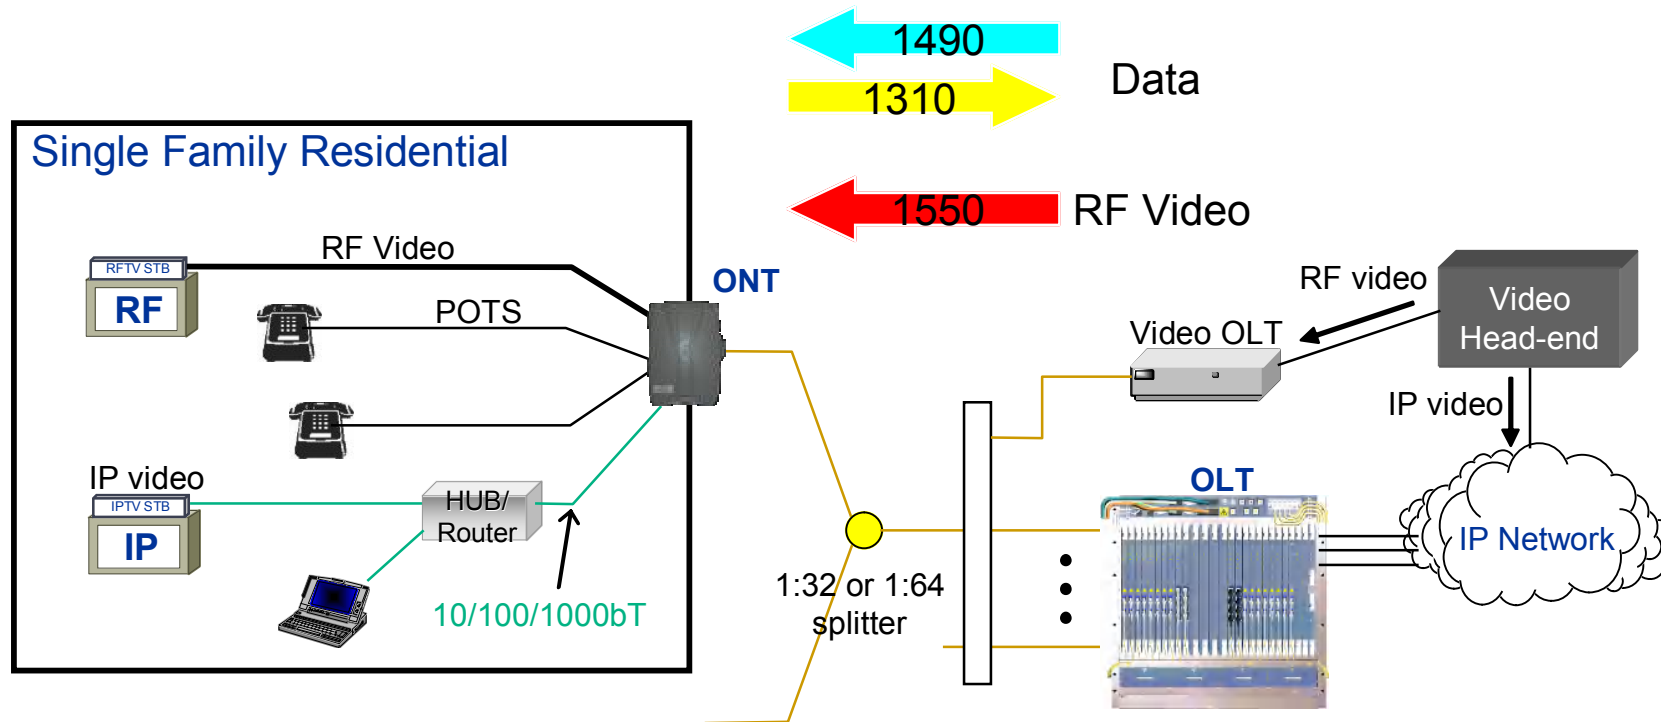 1490
1310
Data
Single Family Residential
1550
RF Video
RF Video
RFTV STB
RF
ONT
POTS
RF video
Video
Head-end
Video OLT
IP video
IP video
IPTV STB
IP
HUB/
Router
OLT
IP Network
1:32 or 1:64
splitter
10/100/1000bT